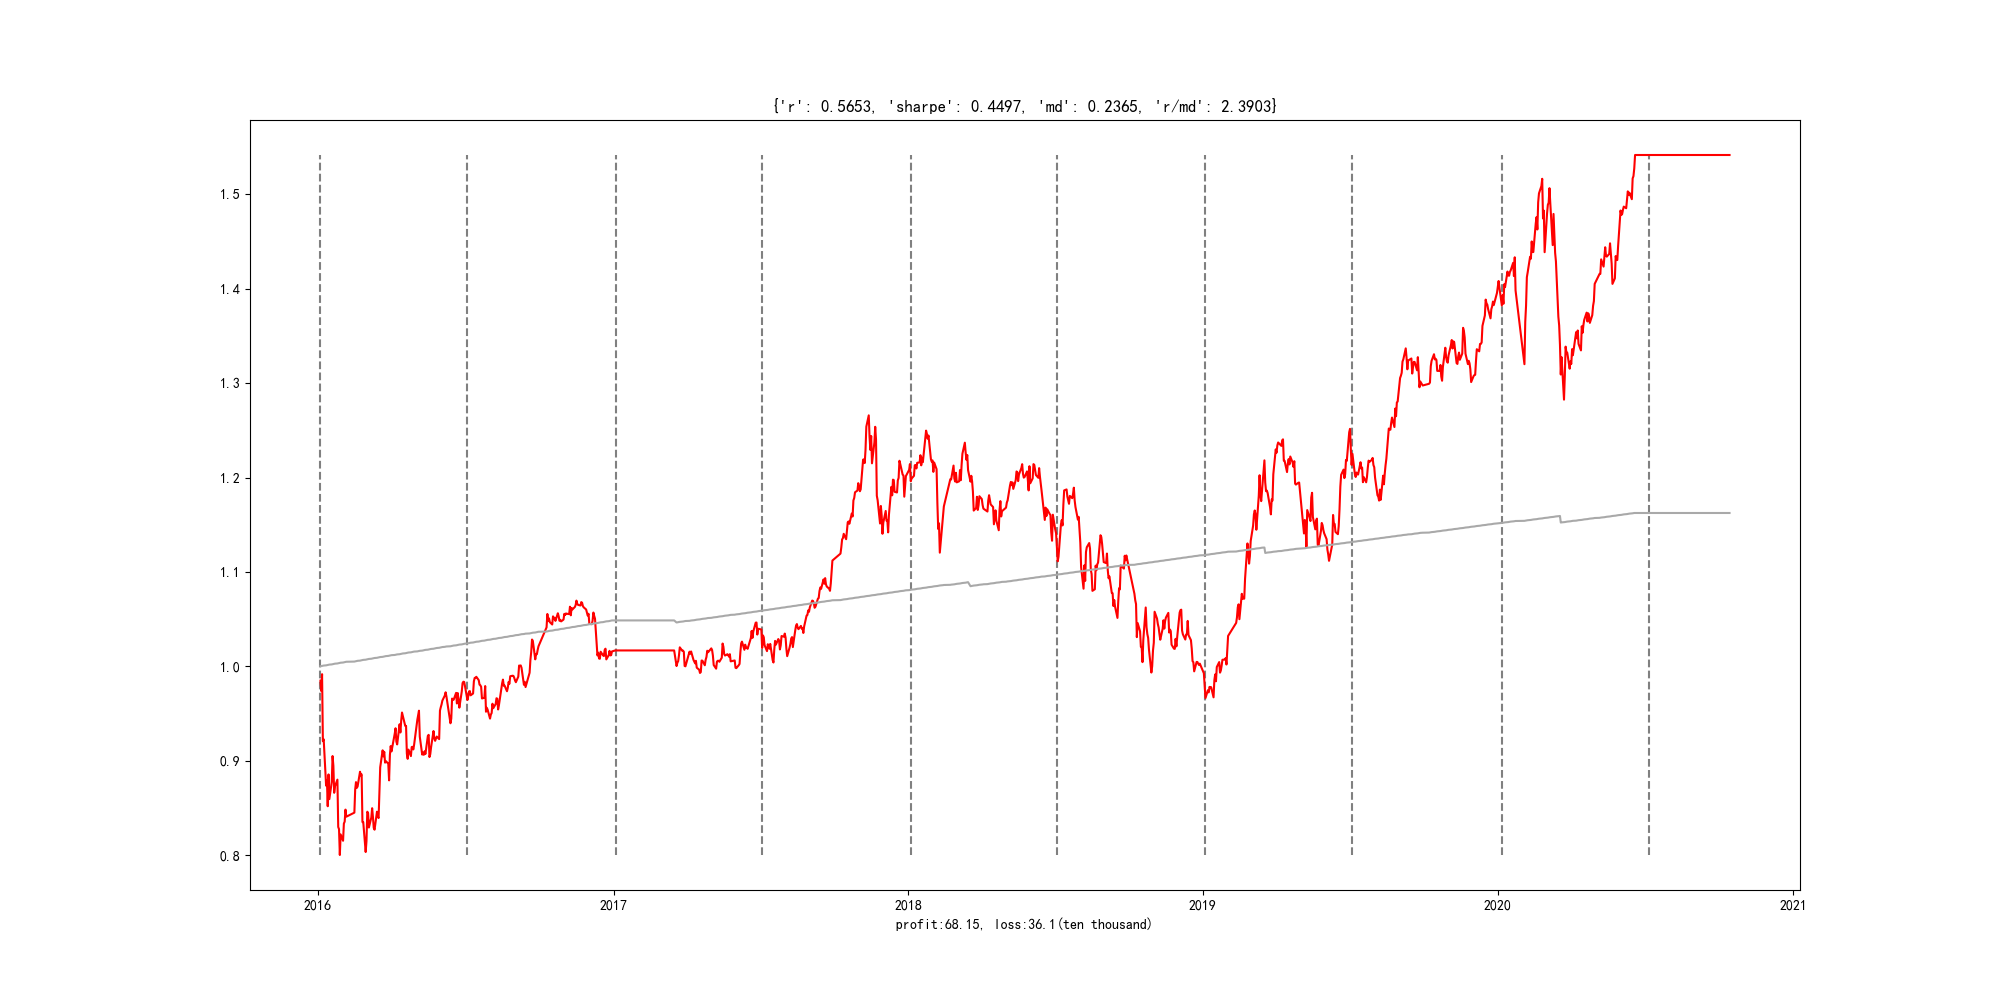 {'r': 0.5653, 'sharpe': 0.4497, 'md': 0.2365, 'r/md': 2.3903}
1.5
1.4
1.3
1.2
1.1
1.0
0.9
0.8
2016 2017 2018 2019 2020 2021
profit:68.15, loss:36.1(ten thousand)